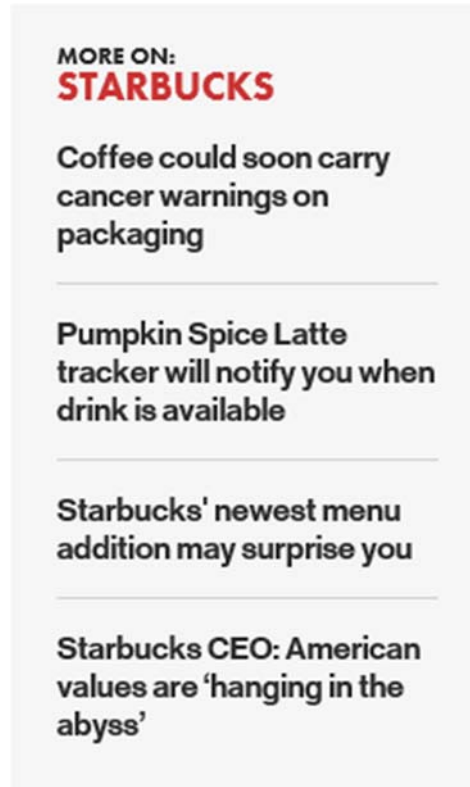 MORE ON:
STARBUCKS
Coffee could soon carry
cancer warnings on
packaging
Pumpkin Spice Latte
tracker will notify you when
drink is available
Starbucks' newest menu
addition may surprise you
Starbucks CEO: American
values are ‘hanging in the
abyss’